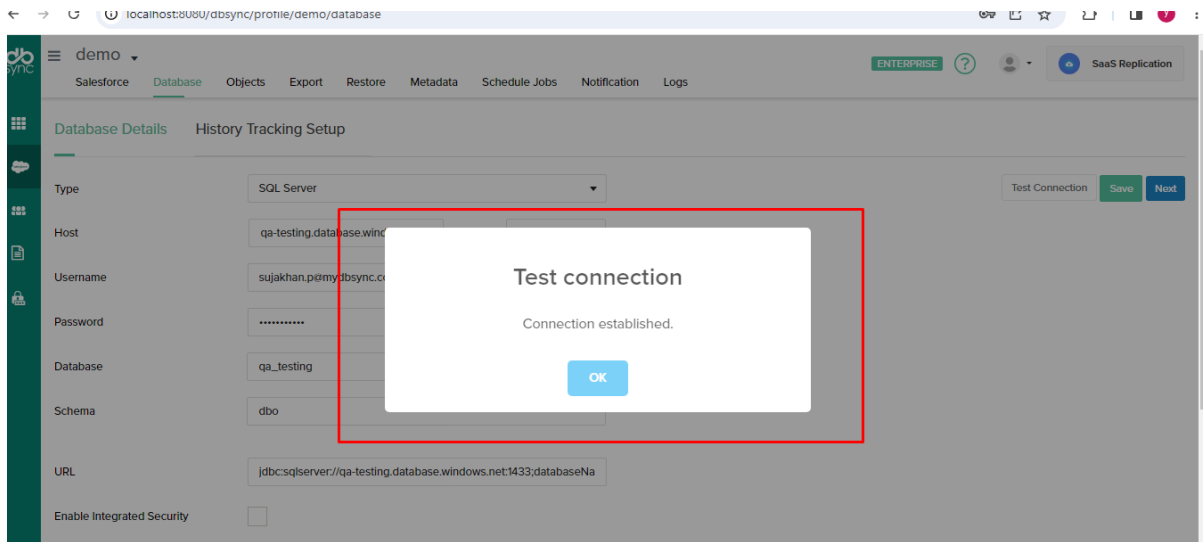 localhost:8080/dbsync/profile/demo/database
db
sync
demo
ENTERPRISE ? SaaS Replication
Salesforce Database Objects Export Restore Metadata Schedule Jobs Notification Logs
Database Details History Tracking Setup
Type SQL Server Test Connection Save Next
Host qa-testing.database.wind
Username sujakhan.p@mydbsync.co
Test connection
Password •••••••••••
Connection established.
Database qa_testing
OK
Schema dbo
URL jdbc:sqlserver://qa-testing.database.windows.net:1433;databaseNa
Enable Integrated Security